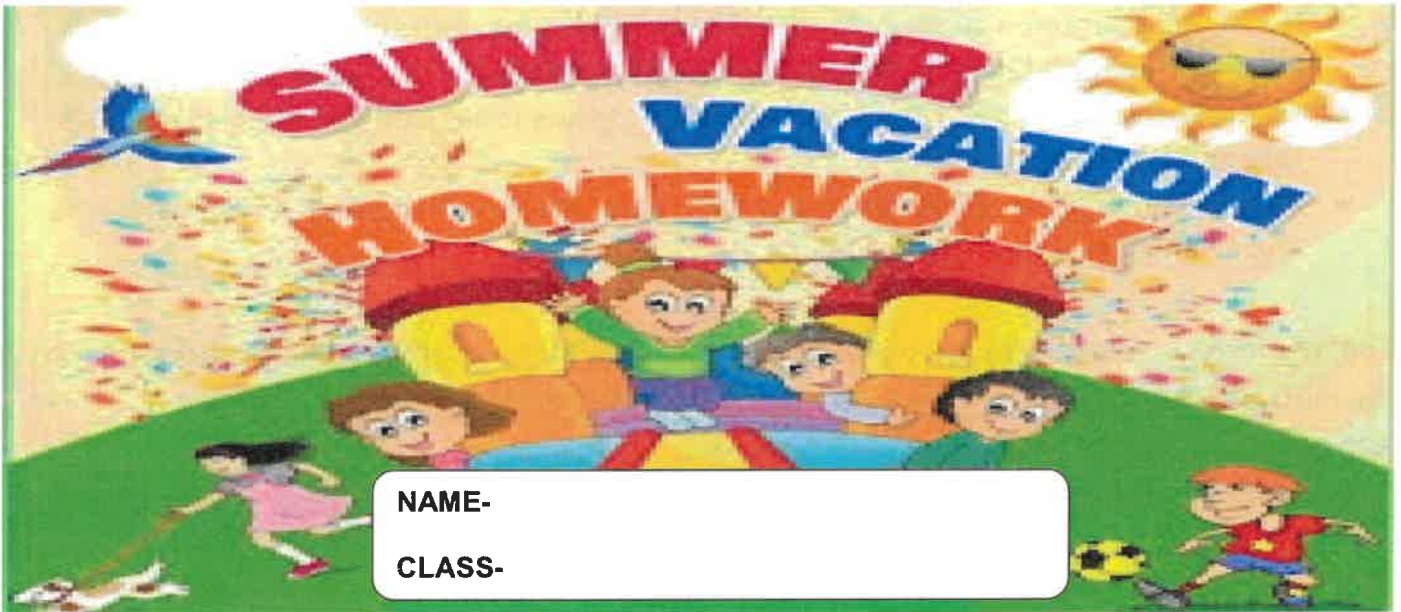 SUMMER
VACATION
HOMEWORK
NAME-
CLASS-